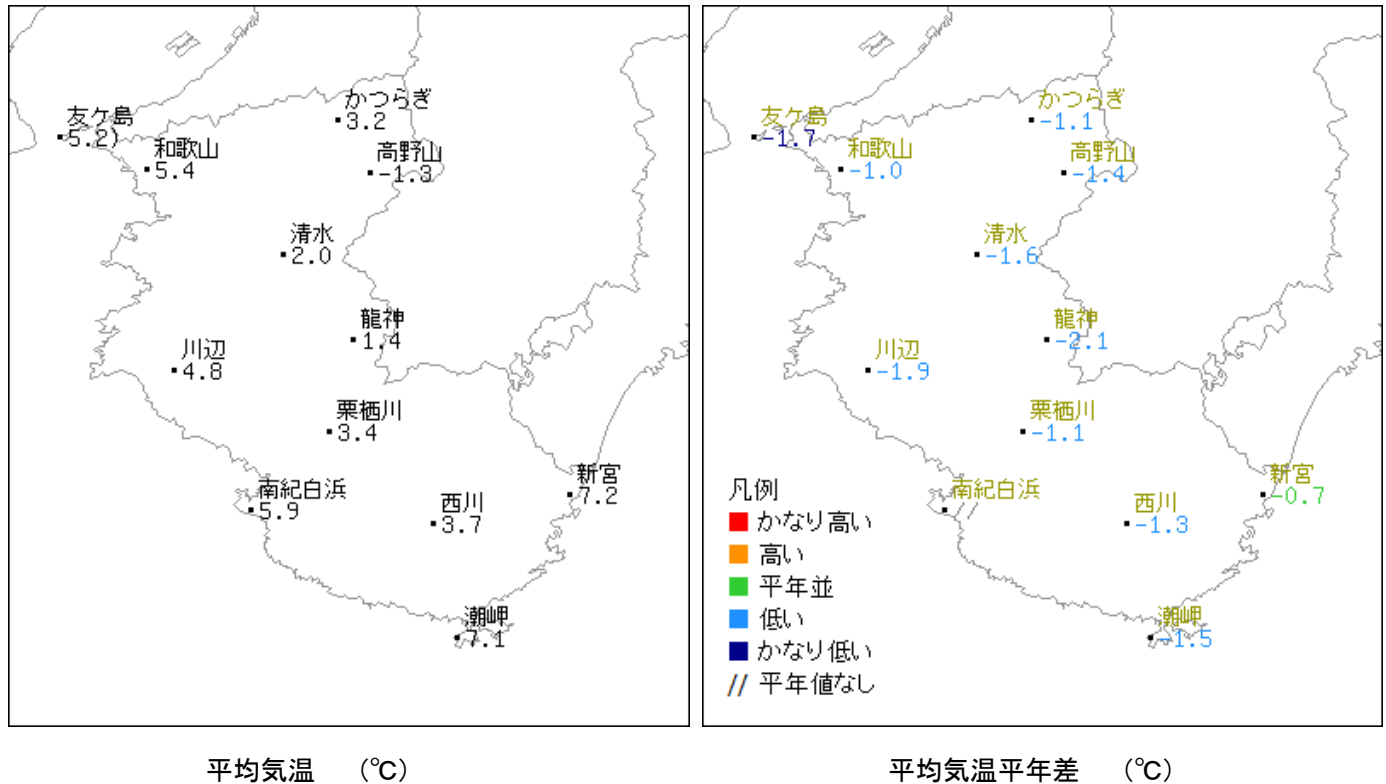 友ケ島
5.2)
和歌山
5.4
かつらぎ
3.2
高野山
-1.3
清水
2.0
龍神
1.4
川辺
4.8
栗栖川
3.4
南紀白浜
5.9
西川
3.7
新宮
7.2
潮岬
7.1
平均気温 (℃)
友ケ島
-1.7
和歌山
-1.0
かつらぎ
-1.1
高野山
-1.4
清水
-1.6
龍神
-2.1
川辺
-1.9
栗栖川
-1.1
南紀白浜
//
西川
-1.3
新宮
-0.7
潮岬
-1.5
凡例
かなり高い
高い
平年並
低い
かなり低い
// 平年値なし
平均気温平年差 (℃)